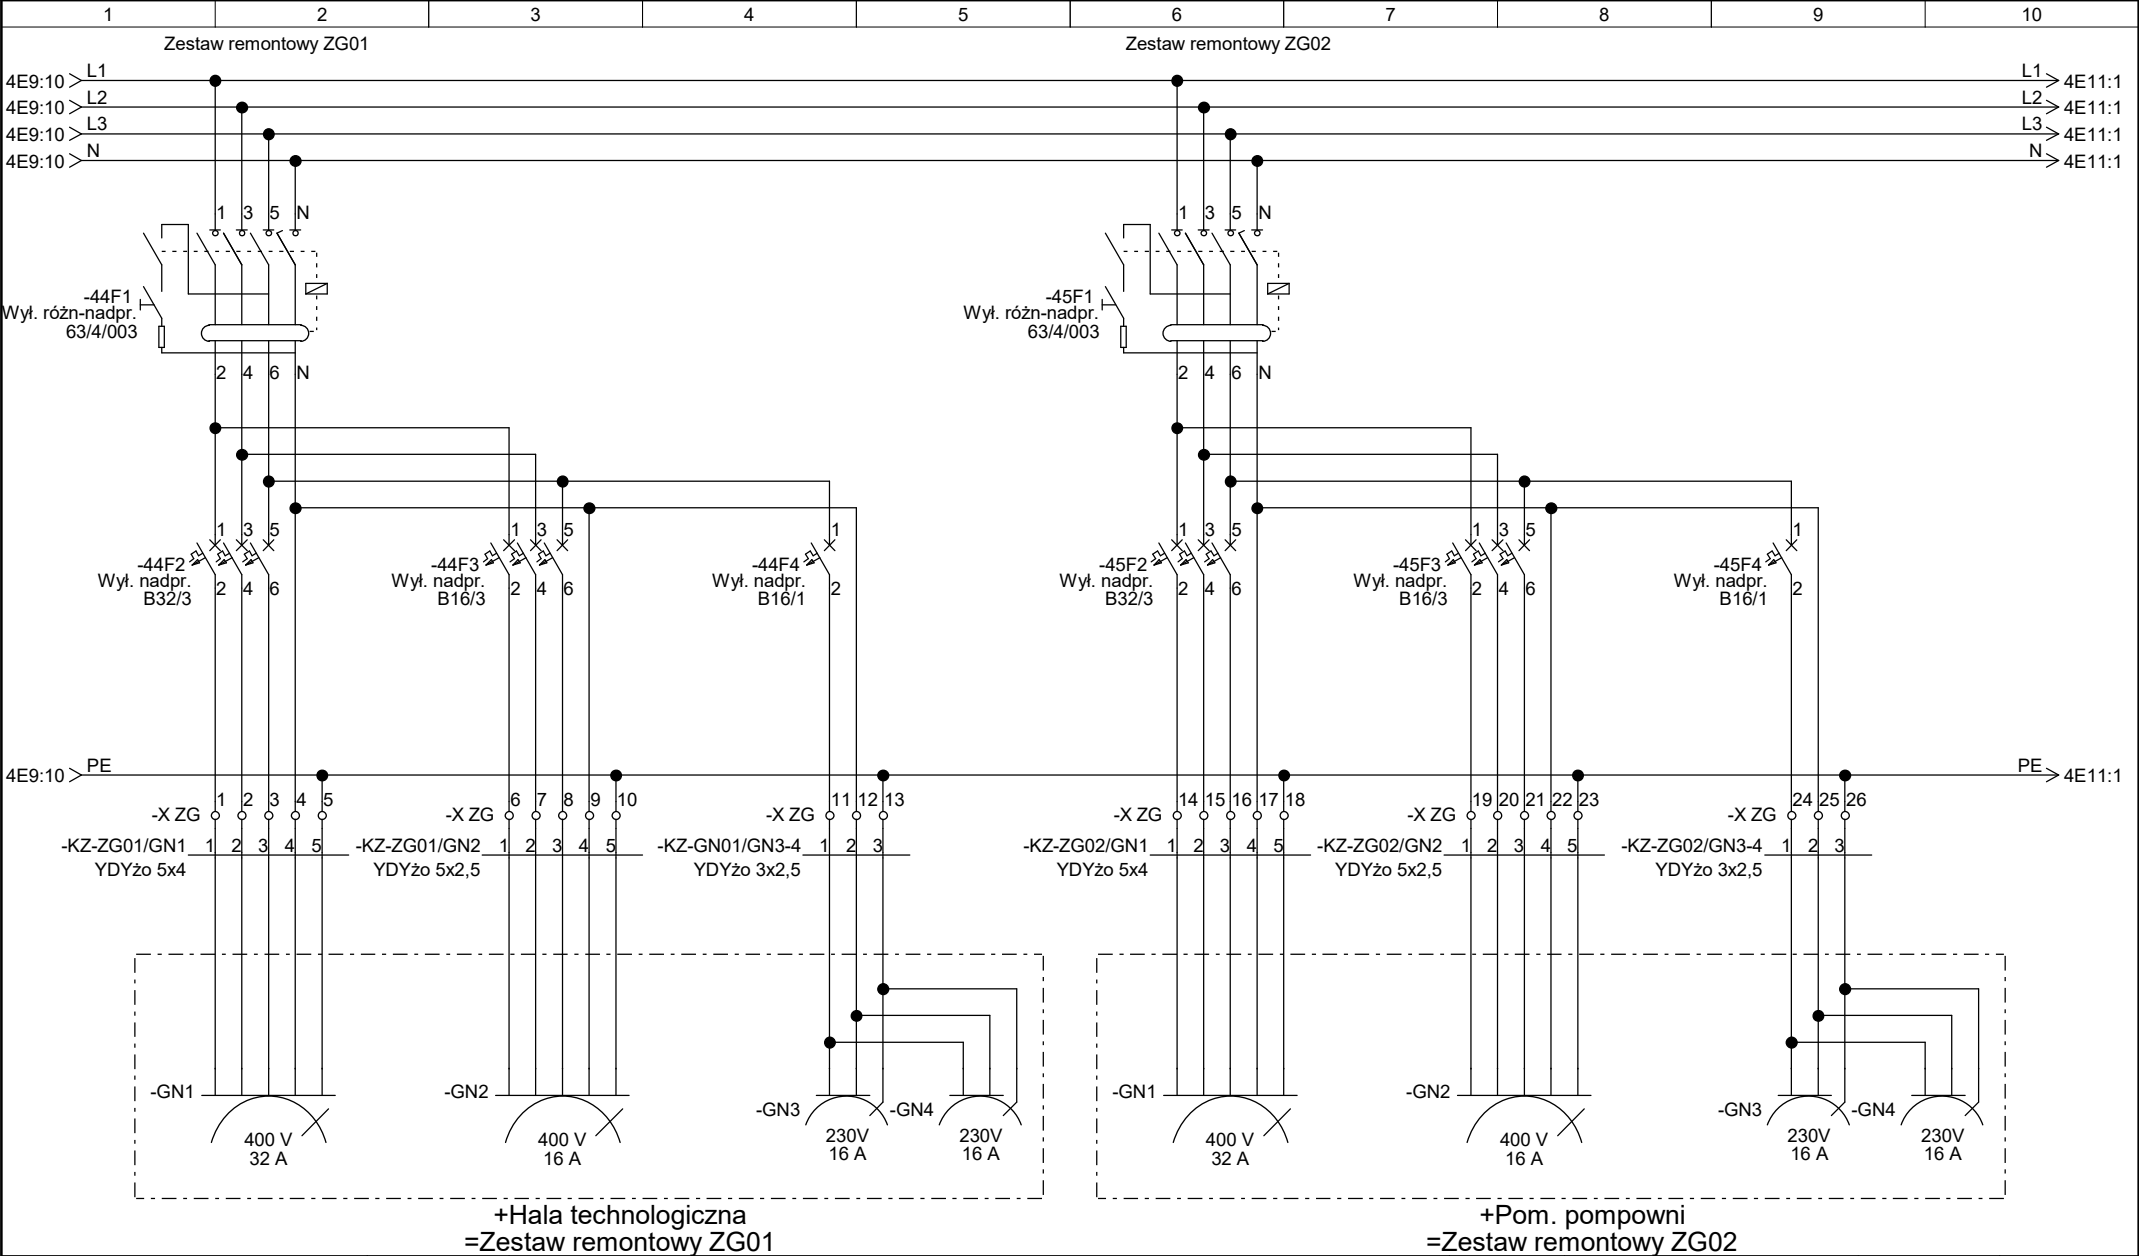 1 2 3 4 5 6 7 8 9 10
Zestaw remontowy ZG01 Zestaw remontowy ZG02
4E9:10 L1 L1 4E11:1
4E9:10 L2 L2 4E11:1
4E9:10 L3 L3 4E11:1
4E9:10 N N 4E11:1
1 3 5 N 1 3 5 N
-44F1 -45F1
Wył. różn-nadpr. Wył. różn-nadpr.
63/4/003 63/4/003
2 4 6 N 2 4 6 N
1 3 5 1 3 5 1 1 3 5 1 3 5 1
-44F2 -44F3 -44F4 -45F2 -45F3 -45F4
Wył. nadpr. Wył. nadpr. Wył. nadpr. Wył. nadpr. Wył. nadpr. Wył. nadpr.
B32/3 B16/3 B16/1 B32/3 B16/3 B16/1
2 4 6 2 4 6 2 2 4 6 2 4 6 2
4E9:10 PE PE 4E11:1
1 2 3 4 5 6 7 8 9 10 11 12 13 14 15 16 17 18 19 20 21 22 23 24 25 26
-X ZG -X ZG -X ZG -X ZG -X ZG -X ZG
-KZ-ZG01/GN1 1 2 3 4 5 -KZ-ZG01/GN2 1 2 3 4 5 -KZ-GN01/GN3-4 1 2 3 -KZ-ZG02/GN1 1 2 3 4 5 -KZ-ZG02/GN2 1 2 3 4 5 -KZ-ZG02/GN3-4 1 2 3
YDYżo 5x4 YDYżo 5x2,5 YDYżo 3x2,5 YDYżo 5x4 YDYżo 5x2,5 YDYżo 3x2,5
-GN1 -GN2 -GN3 -GN4 -GN1 -GN2 -GN3 -GN4
400 V 400 V 230V 230V 400 V 400 V 230V 230V
32 A 16 A 16 A 16 A 32 A 16 A 16 A 16 A
+Hala technologiczna +Pom. pompowni
=Zestaw remontowy ZG01 =Zestaw remontowy ZG02